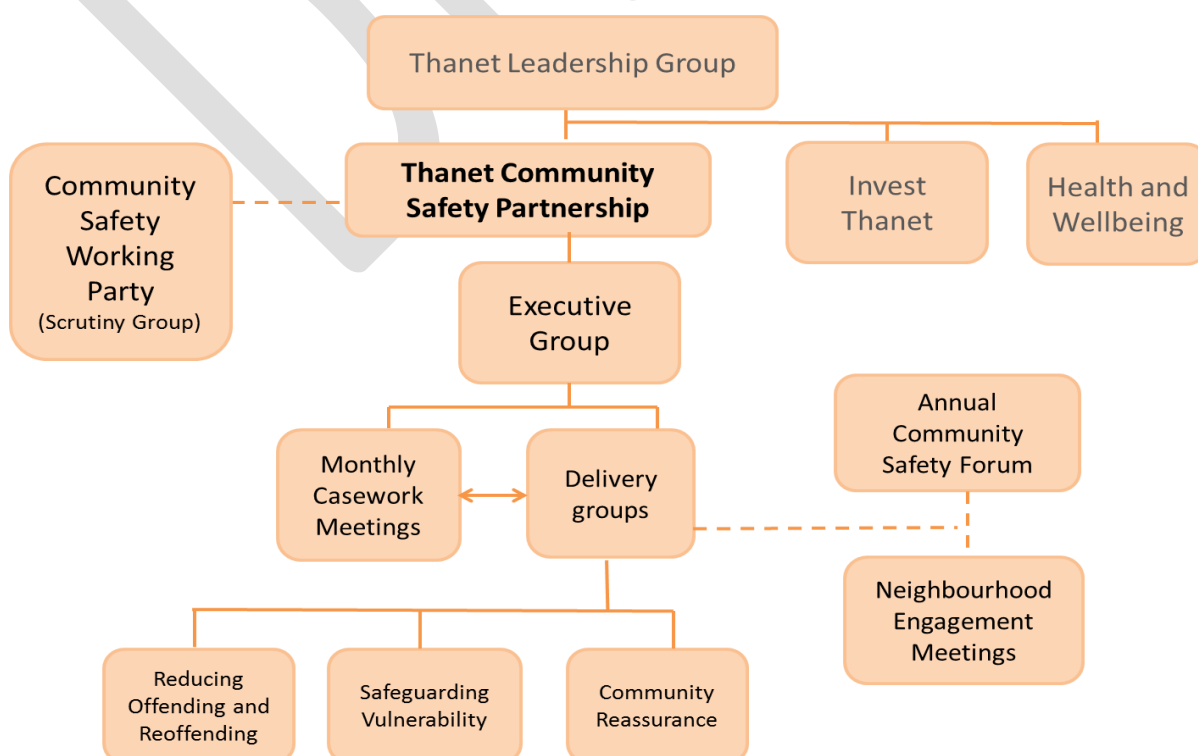 Thanet Leadership Group
Community
Safety
Working
Party
(Scrutiny Group)
Thanet Community
Safety Partnership
Invest
Thanet
Health and
Wellbeing
Executive
Group
Monthly
Casework
Meetings
Delivery
groups
Annual
Community
Safety Forum
Neighbourhood
Engagement
Meetings
Reducing
Offending and
Reoffending
Safeguarding
Vulnerability
Community
Reassurance